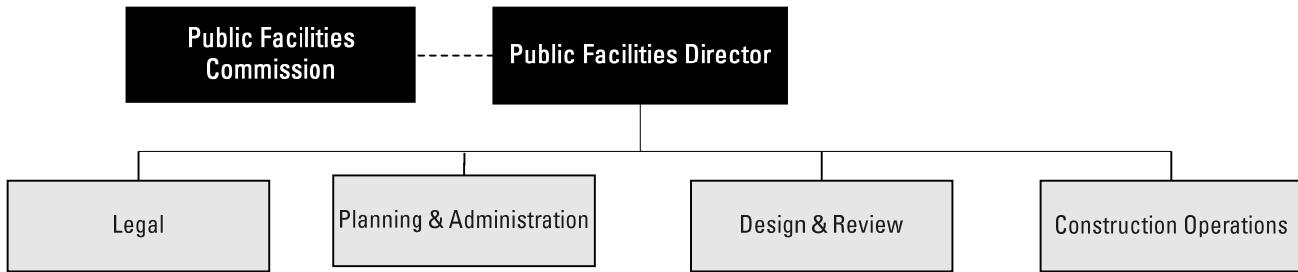 Public Facilities
Commission
Public Facilities Director
Legal
Planning & Administration
Design & Review
Construction Operations